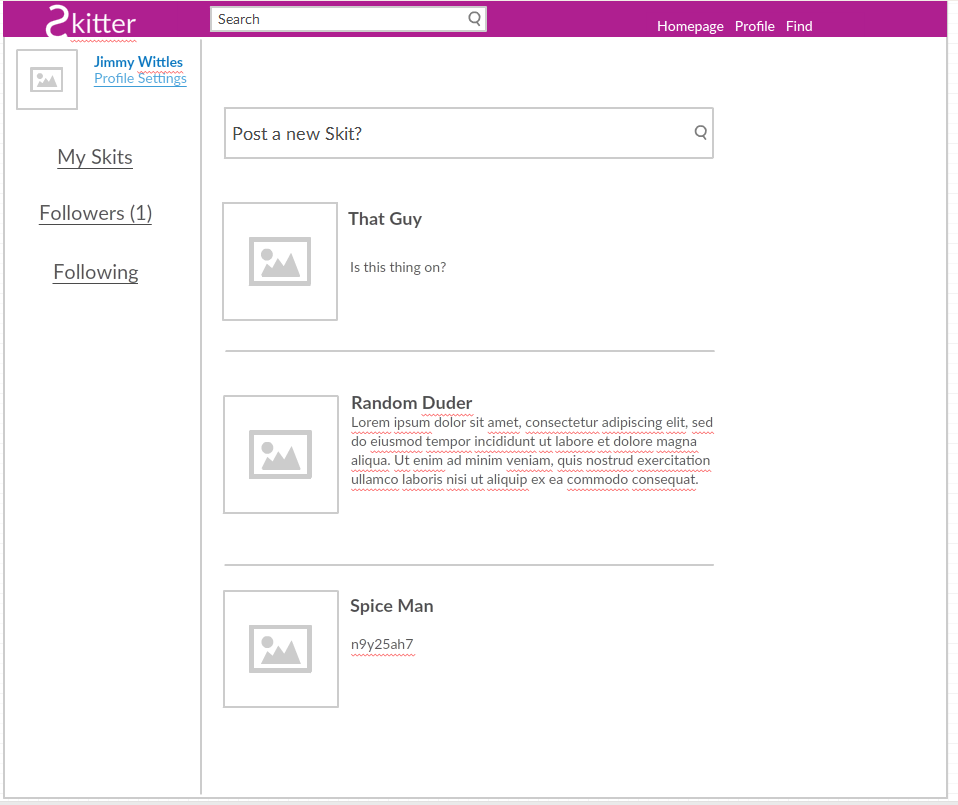 Skitter
Search
Homepage Profile Find
Jimmy Wittles
Profile Settings
My Skits
Followers (1)
Following
Post a new Skit?
That Guy
Is this thing on?
Random Duder
Lorem ipsum dolor sit amet, consectetur adipiscing elit, sed
do eiusmod tempor incididunt ut labore et dolore magna
aliqua. Ut enim ad minim veniam, quis nostrud exercitation
ullamco laboris nisi ut aliquip ex ea commodo consequat.
Spice Man
n9y25ah7